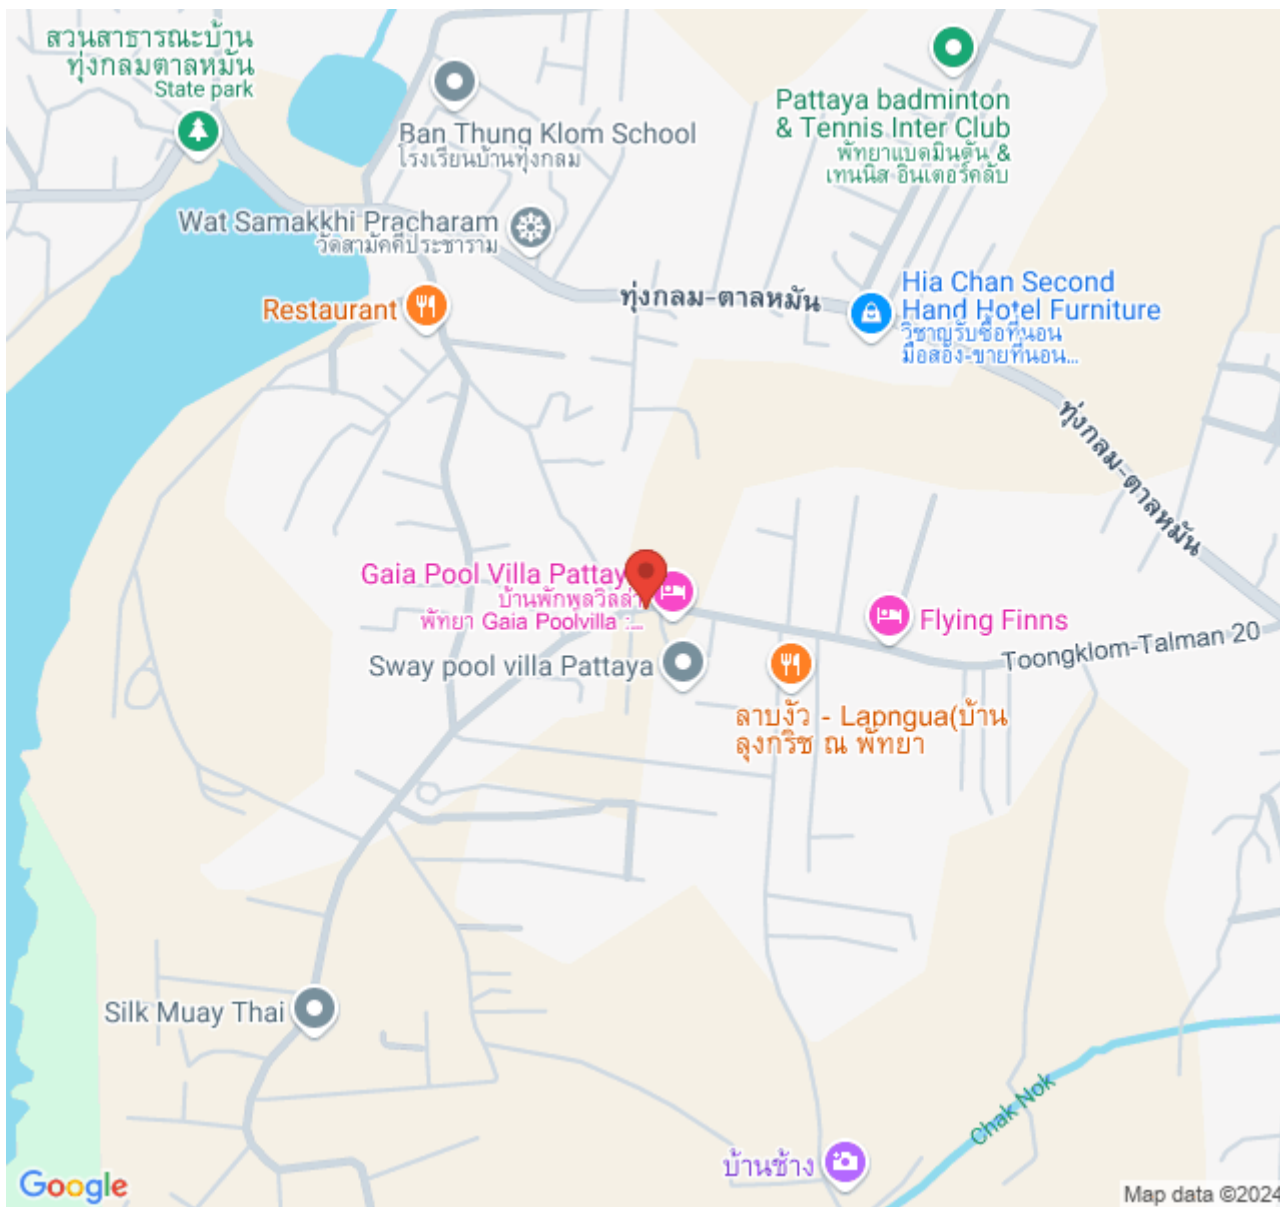 สวนสาธารณะบ้าน
ทุ่งกลมตาลหมัน
State park
Ban Thung Klom School
โรงเรียนบ้านทุ่งกลม
Pattaya badminton
& Tennis Inter Club
พัทยาแบดมินตัน &
เทนนิส อินเตอร์คลับ
Wat Samakkhi Pracharam
วัดสามัคคีประชาราม
Restaurant
ทุ่งกลม-ตาลหมัน
Hia Chan Second
Hand Hotel Furniture
วิชาญรับซื้อที่นอน
มือสอง-ขายที่นอน...
ทุ่งกลม-ตาลหมัน
Gaia Pool Villa Pattay
บ้านพักพูลวิลล่า
พัทยา Gaia Poolvilla :...
Flying Finns
Toongklom-Talman 20
Sway pool villa Pattaya
ลาบงัว - Lapngua(บ้าน
ลุงกริช ณ พัทยา
Silk Muay Thai
Chak Nok
บ้านช้าง
Google
Map data ©2024